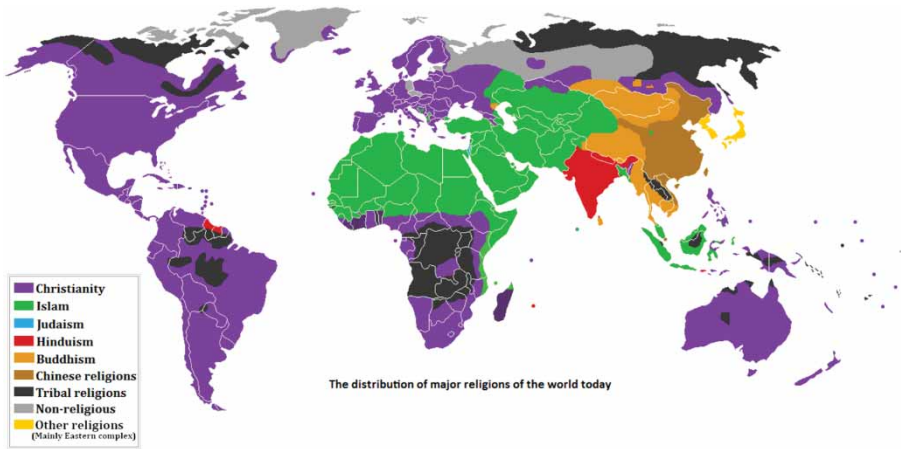 Christianity
Islam
Judaism
Hinduism
Buddhism
Chinese religions
Tribal religions
Non-religious
Other religions
(Mainly Eastern complex)
The distribution of major religions of the world today